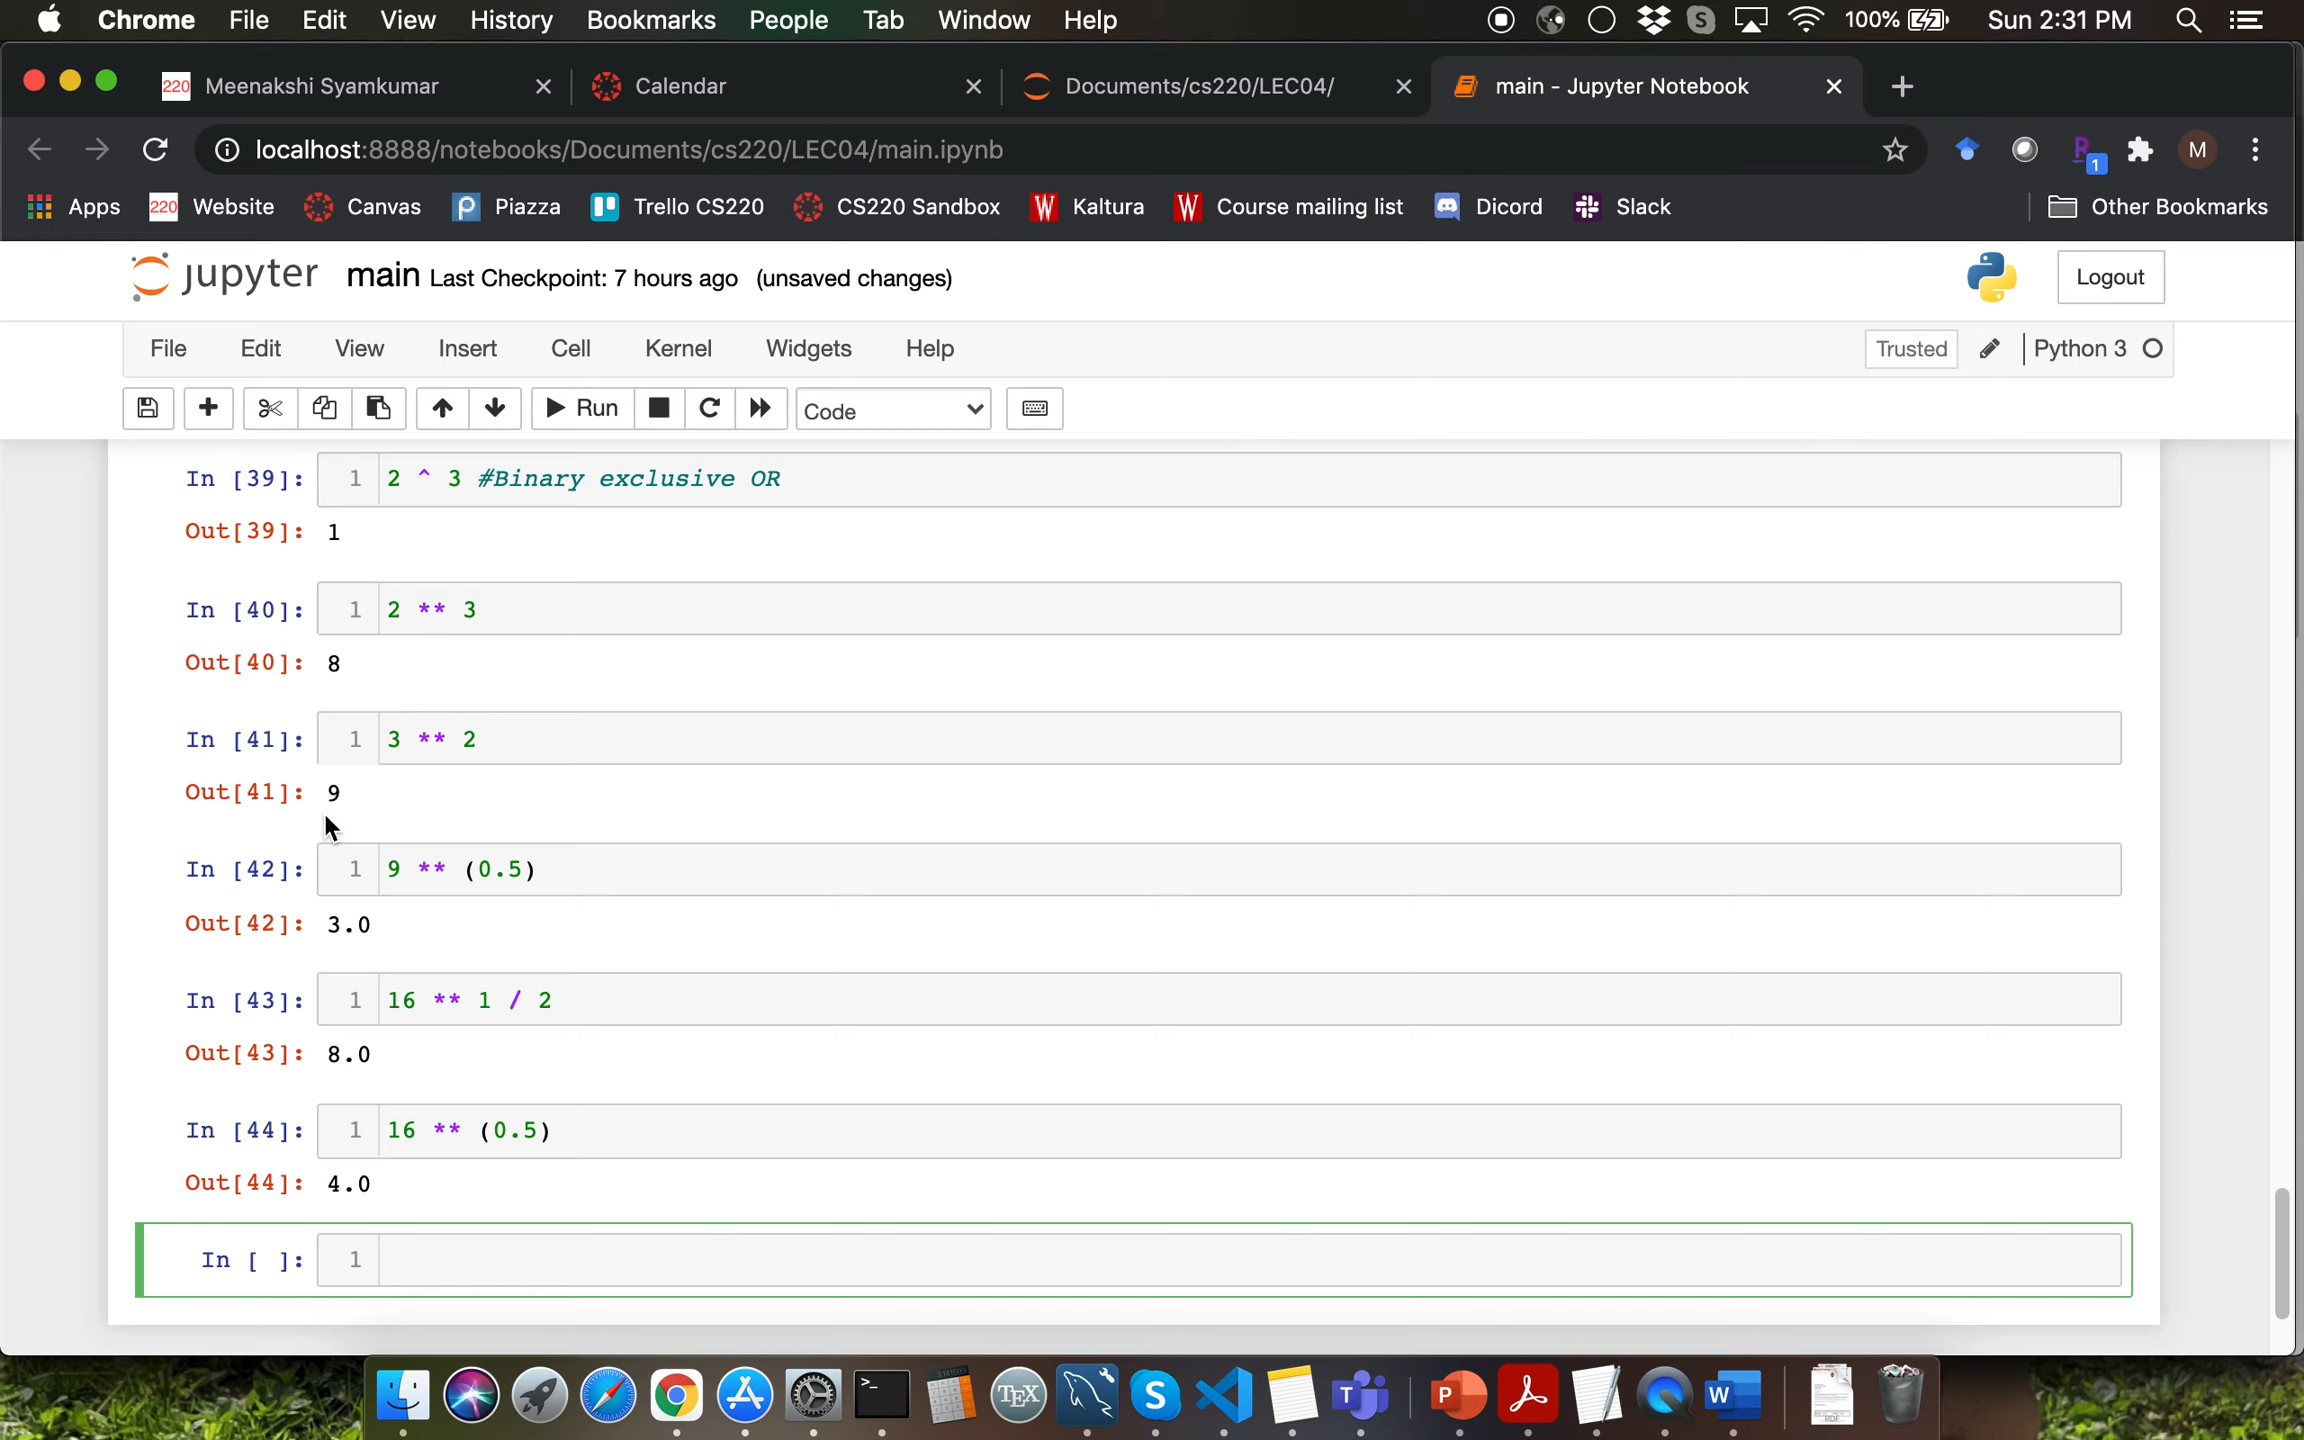 Chrome File Edit View History Bookmarks People Tab Window Help 100% Sun 2:31 PM
220 Meenakshi Syamkumar Calendar Documents/cs220/LEC04/ main - Jupyter Notebook
localhost:8888/notebooks/Documents/cs220/LEC04/main.ipynb 1 M
Apps 220 Website Canvas Piazza Trello CS220 CS220 Sandbox Kaltura Course mailing list Dicord Slack Other Bookmarks
jupyter main Last Checkpoint: 7 hours ago (unsaved changes) Logout
File Edit View Insert Cell Kernel Widgets Help Trusted Python 3
Run Code
In [39]: 1 2 ^ 3 #Binary exclusive OR
Out[39]: 1
In [40]: 1 2 ** 3
Out[40]: 8
In [41]: 1 3 ** 2
Out[41]: 9
In [42]: 1 9 ** (0.5)
Out[42]: 3.0
In [43]: 1 16 ** 1 / 2
Out[43]: 8.0
In [44]: 1 16 ** (0.5)
Out[44]: 4.0
In [ ]: 1
TEX S T P W PDF